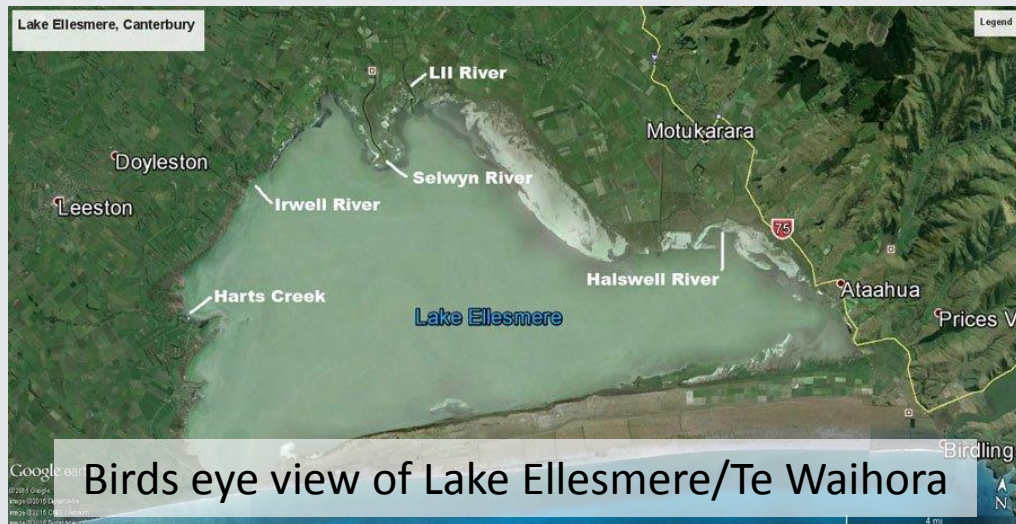 Lake Ellesmere, Canterbury
Legend
LII River
Motukarara
Doyleston
Selwyn River
Leeston
Irwell River
75
Halswell River
Ataahua
Harts Creek
Lake Ellesmere
Prices V
Birdling
Google earth
Birds eye view of Lake Ellesmere/Te Waihora
N
4 mi